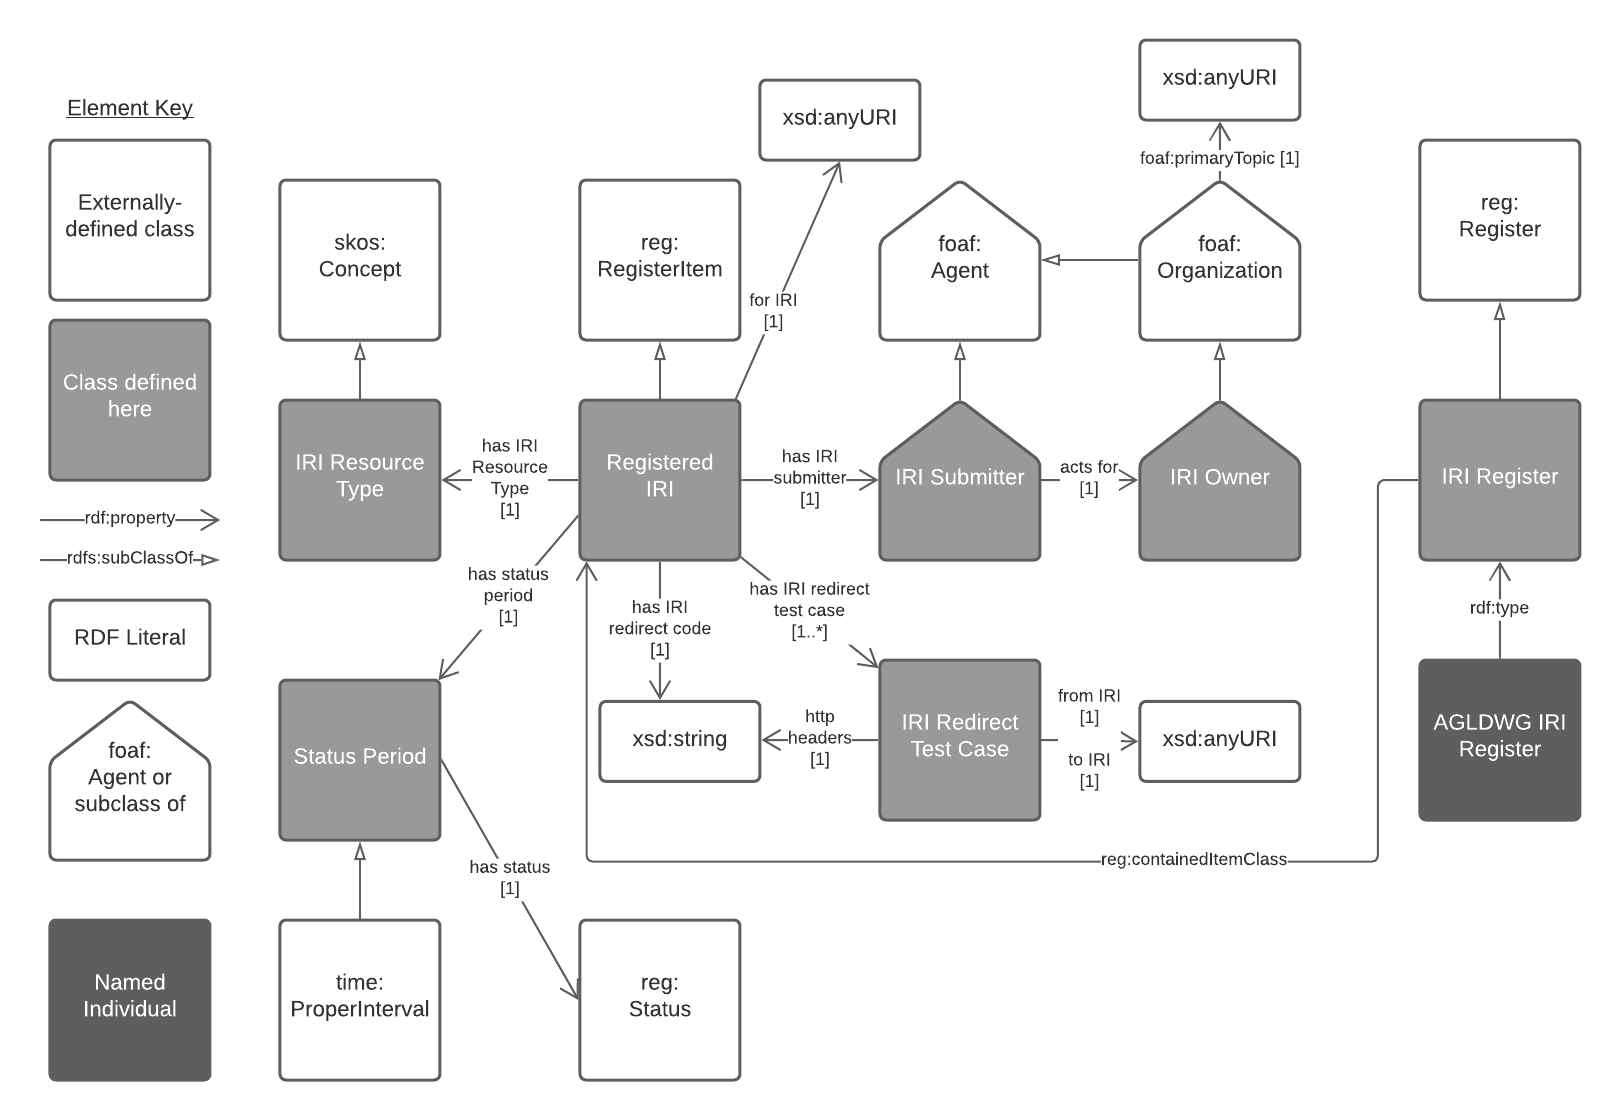 Element Key
Externally-
defined class
Class defined
here
rdf:property
rdfs:subClassOf
RDF Literal
foaf:
Agent or
subclass of
Named
Individual
skos:
Concept
reg:
RegisterItem
xsd:anyURI
for IRI
[1]
foaf:
Agent
xsd:anyURI
foaf:primaryTopic [1]
foaf:
Organization
reg:
Register
IRI Resource
Type
has IRI
Resource
Type
[1]
Registered
IRI
has IRI
submitter
[1]
IRI Submitter
acts for
[1]
IRI Owner
IRI Register
has status
period
[1]
has IRI
redirect code
[1]
has IRI redirect
test case
[1..*]
rdf:type
Status Period
xsd:string
http
headers
[1]
IRI Redirect
Test Case
from IRI
[1]
to IRI
[1]
xsd:anyURI
AGLDWG IRI
Register
has status
[1]
reg:containedItemClass
time:
ProperInterval
reg:
Status